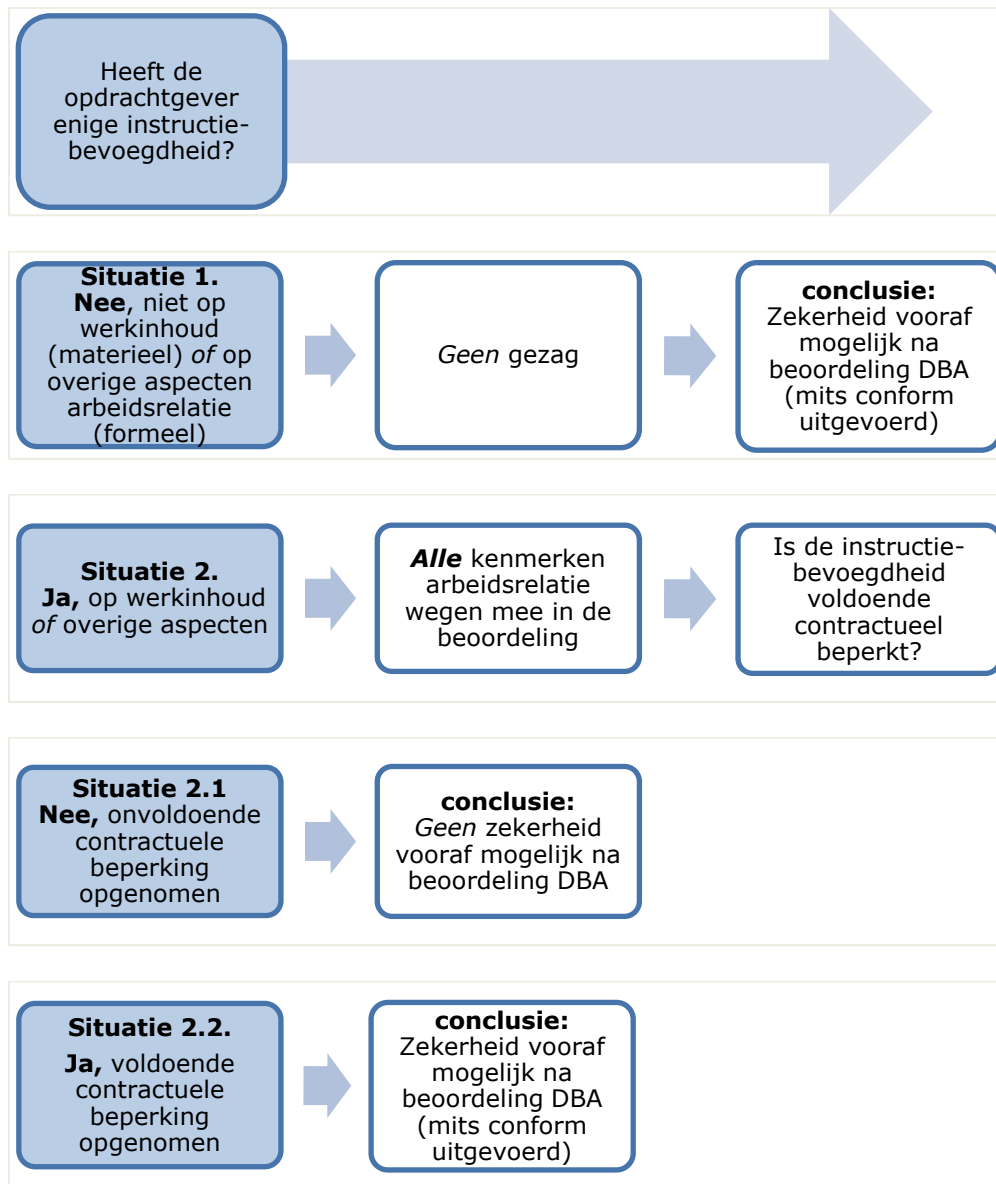 Heeft de
opdrachtgever
enige instructie-
bevoegdheid?
Situatie 1.
Nee, niet op
werkinhoud
(materieel) of op
overige aspecten
arbeidsrelatie
(formeel)
Geen gezag
conclusie:
Zekerheid vooraf
mogelijk na
beoordeling DBA
(mits conform
uitgevoerd)
Situatie 2.
Ja, op werkinhoud
of overige aspecten
Alle kenmerken
arbeidsrelatie
wegen mee in de
beoordeling
Is de instructie-
bevoegdheid
voldoende
contractueel
beperkt?
Situatie 2.1
Nee, onvoldoende
contractuele
beperking
opgenomen
conclusie:
Geen zekerheid
vooraf mogelijk na
beoordeling DBA
Situatie 2.2.
Ja, voldoende
contractuele
beperking
opgenomen
conclusie:
Zekerheid vooraf
mogelijk na
beoordeling DBA
(mits conform
uitgevoerd)